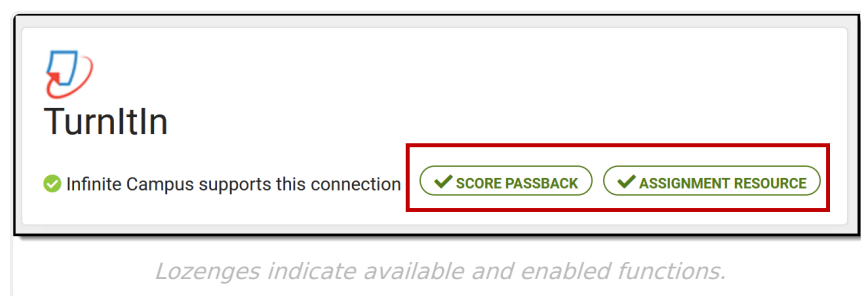 TurnItIn
Infinite Campus supports this connection SCORE PASSBACK ASSIGNMENT RESOURCE
Lozenges indicate available and enabled functions.